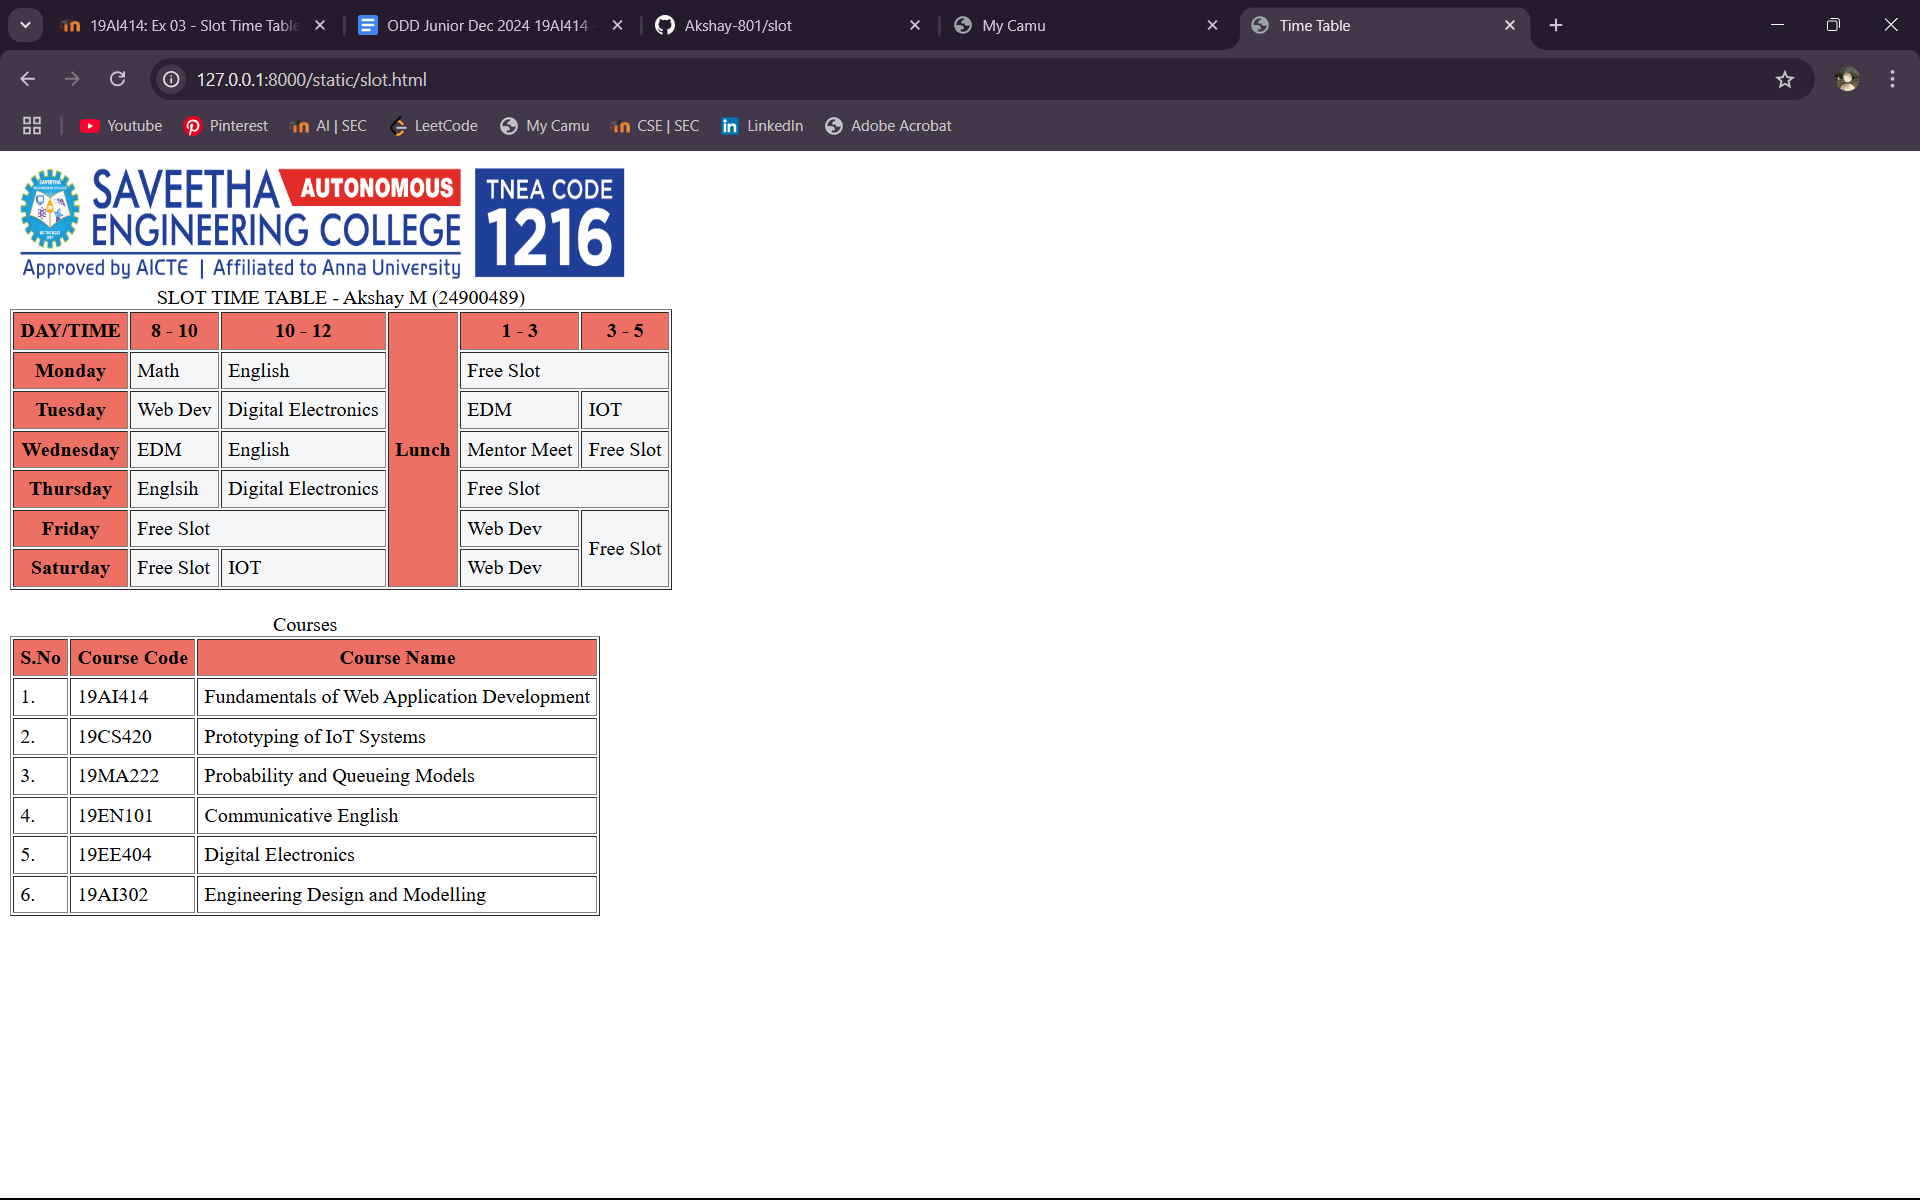 19AI414: Ex 03 - Slot Time Table
ODD Junior Dec 2024 19AI414 -
Akshay-801/slot
My Camu
Time Table
127.0.0.1:8000/static/slot.html
Youtube
Pinterest
AI | SEC
LeetCode
My Camu
CSE | SEC
LinkedIn
Adobe Acrobat
SAVEETHA AUTONOMOUS
ENGINEERING COLLEGE
Approved by AICTE | Affiliated to Anna University
TNEA CODE
1216
SLOT TIME TABLE - Akshay M (24900489)
DAY/TIME 8 - 10 10 - 12 Lunch 1 - 3 3 - 5
Monday Math English Free Slot
Tuesday Web Dev Digital Electronics EDM IOT
Wednesday EDM English Mentor Meet Free Slot
Thursday Englsih Digital Electronics Free Slot
Friday Free Slot Web Dev Free Slot
Saturday Free Slot IOT Web Dev
Courses
S.No Course Code Course Name
1. 19AI414 Fundamentals of Web Application Development
2. 19CS420 Prototyping of IoT Systems
3. 19MA222 Probability and Queueing Models
4. 19EN101 Communicative English
5. 19EE404 Digital Electronics
6. 19AI302 Engineering Design and Modelling